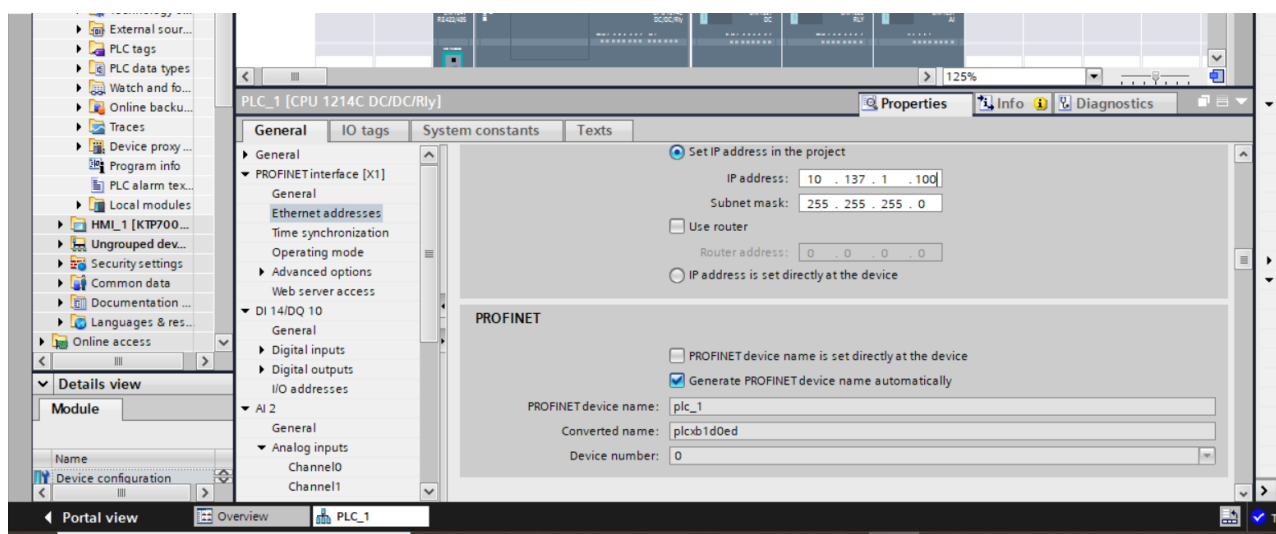 External sour...
PLC tags
PLC data types
Watch and fo...
Online backu...
Traces
Device proxy ...
Program info
PLC alarm tex...
Local modules
HMI_1 [KTP700...
Ungrouped dev...
Security settings
Common data
Documentation ...
Languages & res..
Online access
Details view
Module
Name
Device configuration
RS422/485
DC/DC/Rly
DC
RLY
AI
125%
PLC_1 [CPU 1214C DC/DC/Rly]
Properties
Info
Diagnostics
General IO tags System constants Texts
General
PROFINET interface [X1]
General
Ethernet addresses
Time synchronization
Operating mode
Advanced options
Web server access
DI 14/DQ 10
General
Digital inputs
Digital outputs
I/O addresses
AI 2
General
Analog inputs
Channel0
Channel1
Set IP address in the project
IP address: 10 . 137 . 1 . 100
Subnet mask: 255 . 255 . 255 . 0
Use router
Router address: 0 . 0 . 0 . 0
IP address is set directly at the device
PROFINET
PROFINET device name is set directly at the device
Generate PROFINET device name automatically
PROFINET device name: plc_1
Converted name: plcxb1d0ed
Device number: 0
Portal view
Overview
PLC_1